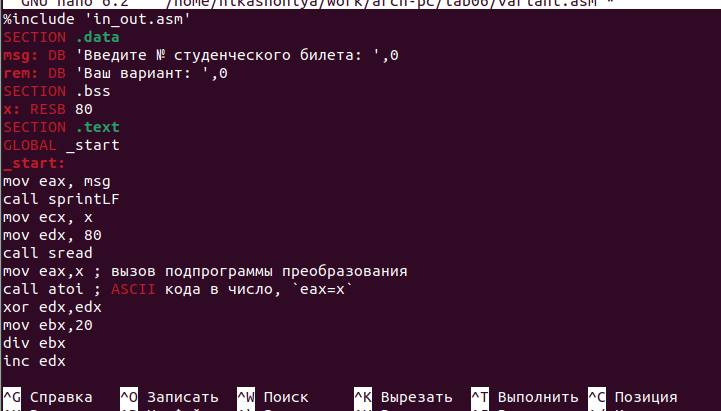 GNU nano 6.2 /home/nikashoniya/work/arch-pc/lab06/variant.asm *
%include 'in_out.asm'
SECTION .data
msg: DB 'Введите № студенческого билета: ',0
rem: DB 'Ваш вариант: ',0
SECTION .bss
x: RESB 80
SECTION .text
GLOBAL _start
_start:
mov eax, msg
call sprintLF
mov ecx, x
mov edx, 80
call sread
mov eax,x ; вызов подпрограммы преобразования
call atoi ; ASCII кода в число, `eax=x`
xor edx,edx
mov ebx,20
div ebx
inc edx
^G Справка ^O Записать ^W Поиск ^K Вырезать ^T Выполнить ^C Позиция